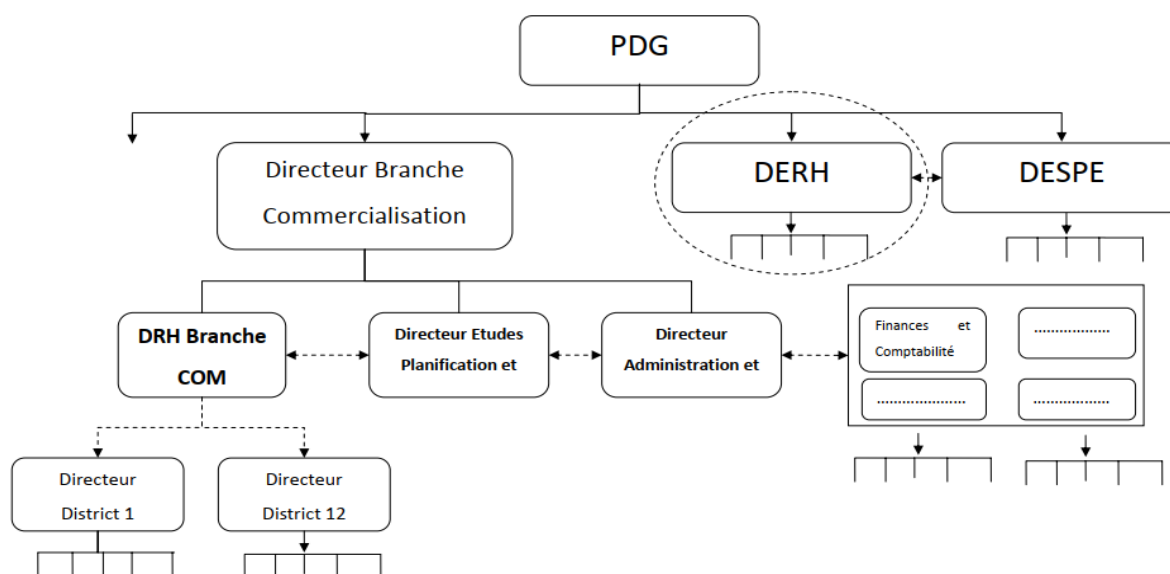 PDG
Directeur Branche
Commercialisation
DERH
DESPE
DRH Branche
COM
Directeur Etudes
Planification et
Directeur
Administration et
Finances et
Comptabilité
..................
......................
..................
Directeur
District 1
Directeur
District 12